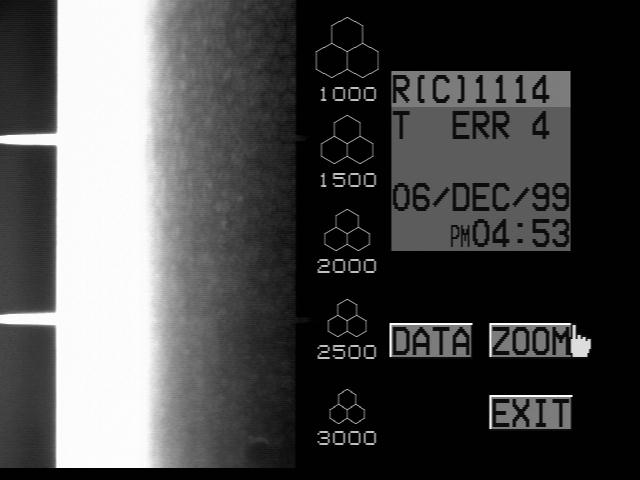 1000
1500
2000
2500
3000
R(C)1114
T ERR 4
06/DEC/99
PM04:53
DATA ZOOM
EXIT